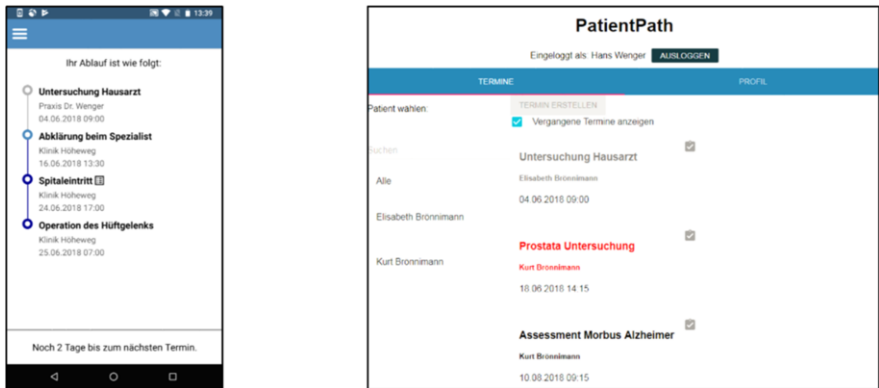 13:39
Ihr Ablauf ist wie folgt:
Untersuchung Hausarzt
Praxis Dr. Wenger
04.06.2018 09:00
Abklärung beim Spezialist
Klinik Höheweg
16.06.2018 13:30
Spitaleintritt
Klinik Höheweg
24.06.2018 17:00
Operation des Hüftgelenks
Klinik Höheweg
25.06.2018 07:00
Noch 2 Tage bis zum nächsten Termin.
PatientPath
Eingeloggt als: Hans Wenger AUSLOGGEN
TERMINE PROFIL
Patient wählen:
Suchen
Alle
Elisabeth Bronnimann
Kurt Bronnimann
TERMIN ERSTELLEN
Vergangene Termine anzeigen
Untersuchung Hausarzt
Elisabeth Bronnimann
04.06.2018 09:00
Prostata Untersuchung
Kurt Bronnimann
18.06.2018 14:15
Assessment Morbus Alzheimer
Kurt Bronnimann
10.08.2018 09:15